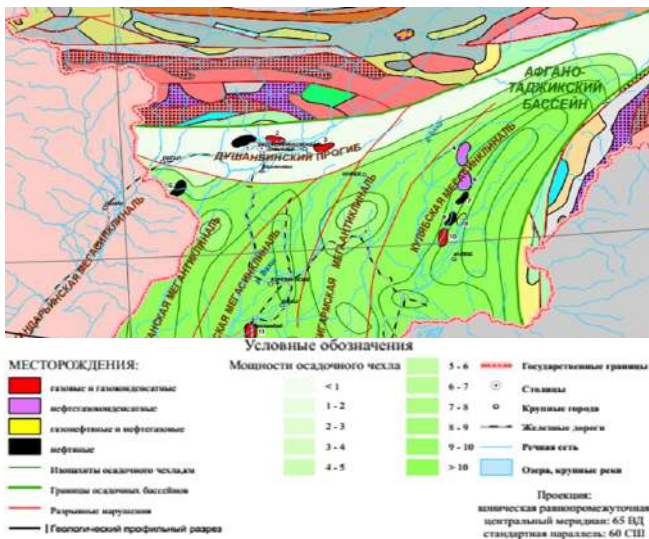 АФГАНО-
ТАДЖИКСКИЙ
БАССЕЙН
ДУШАНБИНСКИЙ ПРОГИБ
КУЛЯБСКАЯ МЕГАСИНКЛИНАЛЬ
МЕГААНТИКЛИНАЛЬ
СКАЯ МЕГАСИНКЛИНАЛЬ
МЕГАНТИКЛИНАЛЬ
НДАРЬИНСКАЯ МЕГАСИНКЛИНАЛЬ
Условные обозначения
МЕСТОРОЖДЕНИЯ:
газовые и газоконденсатные
нефтегазоконденсатные
газонефтяные и нефтегазовые
нефтяные
Изопахиты осадочного чехла,км
Границы осадочных бассейнов
Разрывные нарушения
Геологический профильный разрез
Мощности осадочного чехла
< 1
1 - 2
2 - 3
3 - 4
4 - 5
5 - 6
6 - 7
7 - 8
8 - 9
9 - 10
> 10
Государственные границы
Столицы
Крупные города
Железные дороги
Речная сеть
Озера, крупные реки
Проекция:
коническая равнопромежуточная
центральный меридиан: 65 ВД
стандартная параллель: 60 СШ